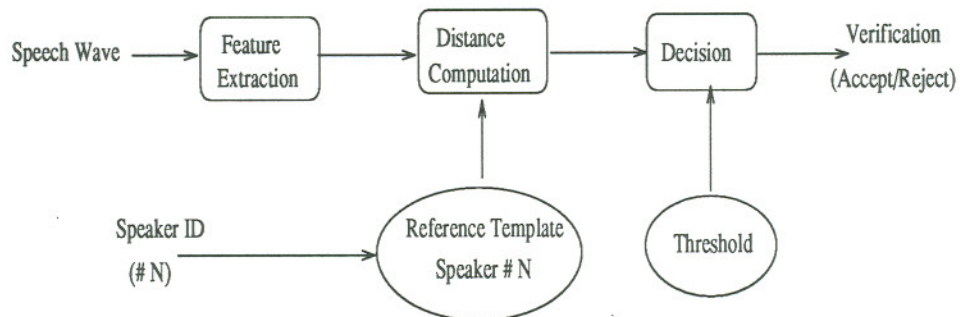 Speech Wave
Feature
Extraction
Distance
Computation
Decision
Verification
(Accept/Reject)
Speaker ID
(# N)
Reference Template
Speaker # N
Threshold